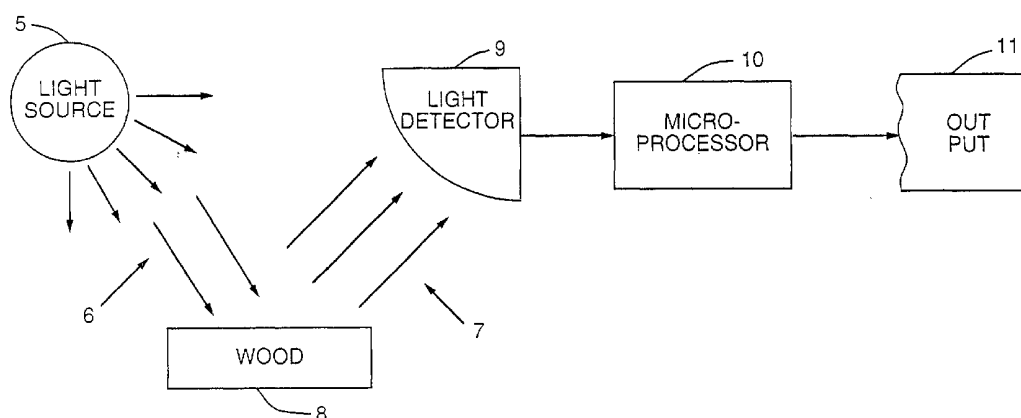 5
LIGHT
SOURCE
9
LIGHT
DETECTOR
10
MICRO-
PROCESSOR
11
OUT
PUT
6
7
WOOD
8